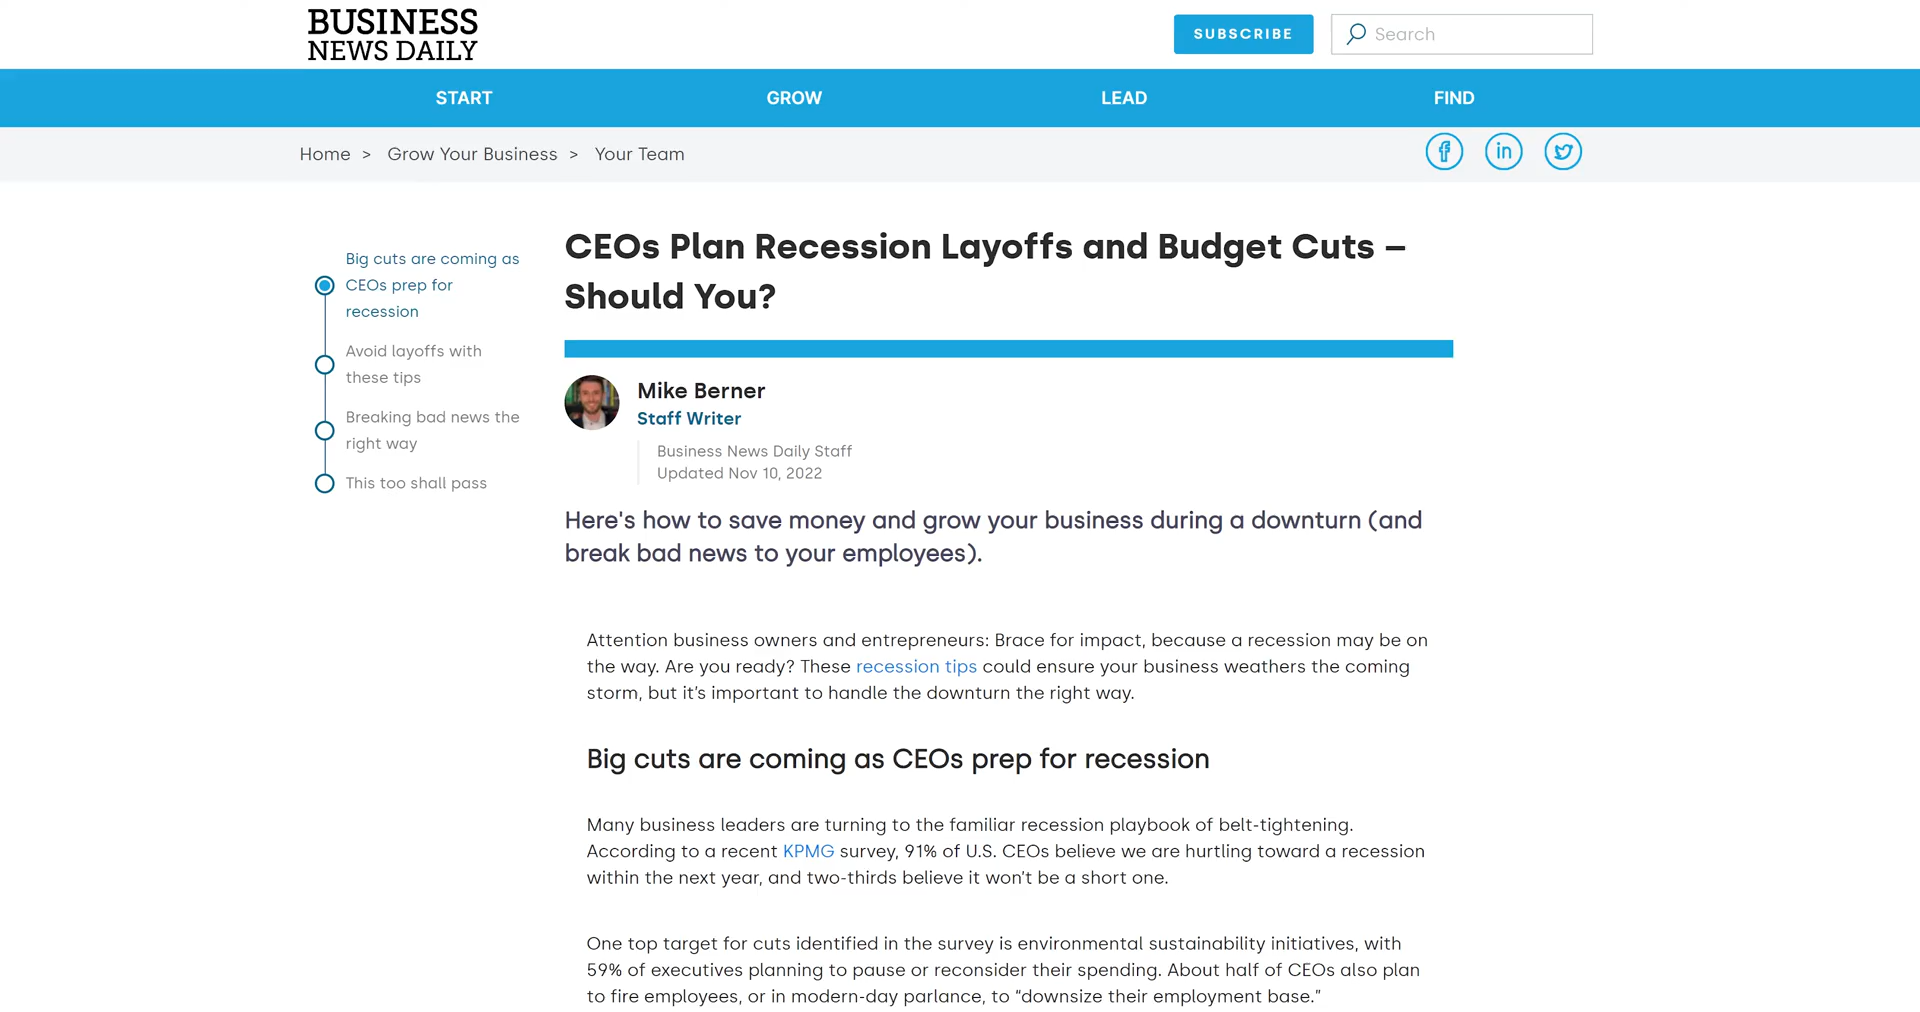 BUSINESS
NEWS DAILY
SUBSCRIBE
Search
START
GROW
LEAD
FIND
Home > Grow Your Business > Your Team
f
in
Big cuts are coming as
CEOs prep for
recession
Avoid layoffs with
these tips
Breaking bad news the
right way
This too shall pass
CEOs Plan Recession Layoffs and Budget Cuts –
Should You?
Mike Berner
Staff Writer
Business News Daily Staff
Updated Nov 10, 2022
Here's how to save money and grow your business during a downturn (and
break bad news to your employees).
Attention business owners and entrepreneurs: Brace for impact, because a recession may be on
the way. Are you ready? These recession tips could ensure your business weathers the coming
storm, but it’s important to handle the downturn the right way.
Big cuts are coming as CEOs prep for recession
Many business leaders are turning to the familiar recession playbook of belt-tightening.
According to a recent KPMG survey, 91% of U.S. CEOs believe we are hurtling toward a recession
within the next year, and two-thirds believe it won’t be a short one.
One top target for cuts identified in the survey is environmental sustainability initiatives, with
59% of executives planning to pause or reconsider their spending. About half of CEOs also plan
to fire employees, or in modern-day parlance, to “downsize their employment base.”